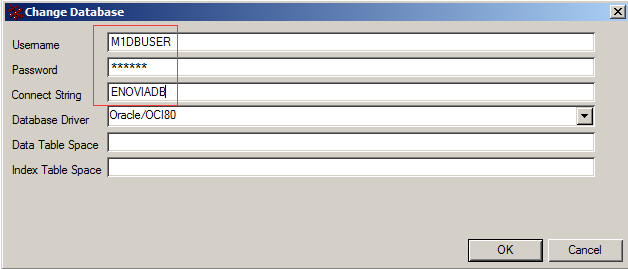 Change Database
Username M1DBUSER
Password ******
Connect String ENOVIADB
Database Driver Oracle/OCI80
Data Table Space
Index Table Space
OK Cancel